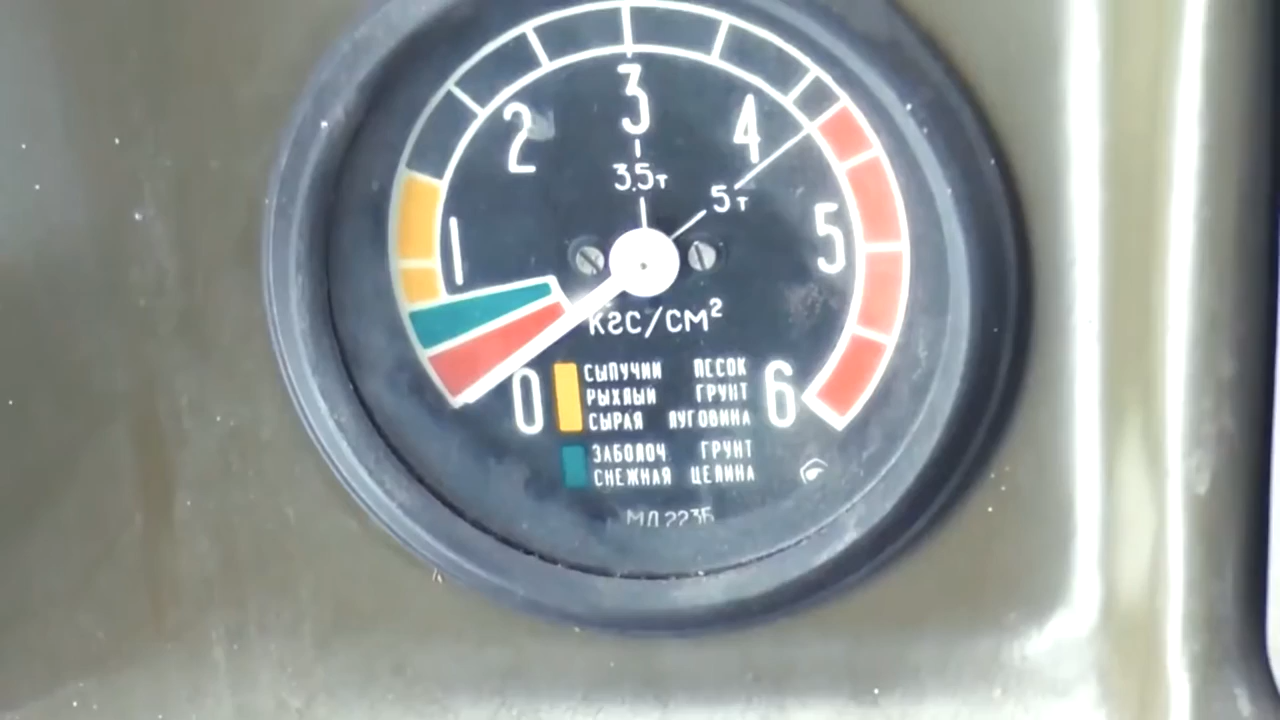 3
2
4
3.5т
5т
1
5
кгс/см²
0
6
СЫПУЧИЙ ПЕСОК
РЫХЛЫЙ ГРУНТ
СЫРАЯ ЛУГОВИНА
ЗАБОЛОЧ. ГРУНТ
СНЕЖНАЯ ЦЕЛИНА
МД 223Б